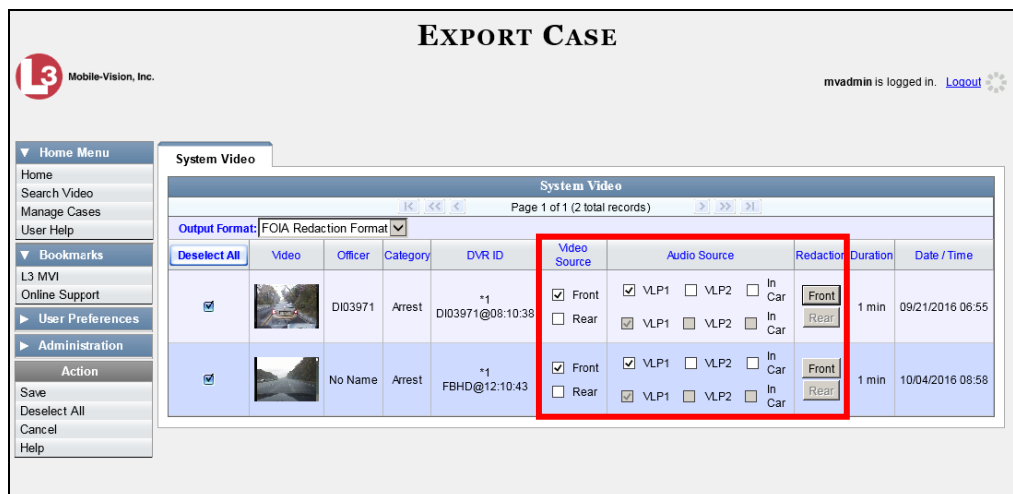 EXPORT CASE
L3 Mobile-Vision, Inc.
mvadmin is logged in. Logout
▼ Home Menu
Home
Search Video
Manage Cases
User Help
▼ Bookmarks
L3 MVI
Online Support
▶ User Preferences
▶ Administration
Action
Save
Deselect All
Cancel
Help
System Video
System Video
Page 1 of 1 (2 total records)
Output Format: FOIA Redaction Format
Deselect All Video Officer Category DVR ID Video Source Audio Source Redaction Duration Date / Time
DI03971 Arrest *1 DI03971@08:10:38 Front VLP1 VLP2 In Car Front 1 min 09/21/2016 06:55
Rear VLP1 VLP2 In Car Rear
No Name Arrest *1 FBHD@12:10:43 Front VLP1 VLP2 In Car Front 1 min 10/04/2016 08:58
Rear VLP1 VLP2 In Car Rear